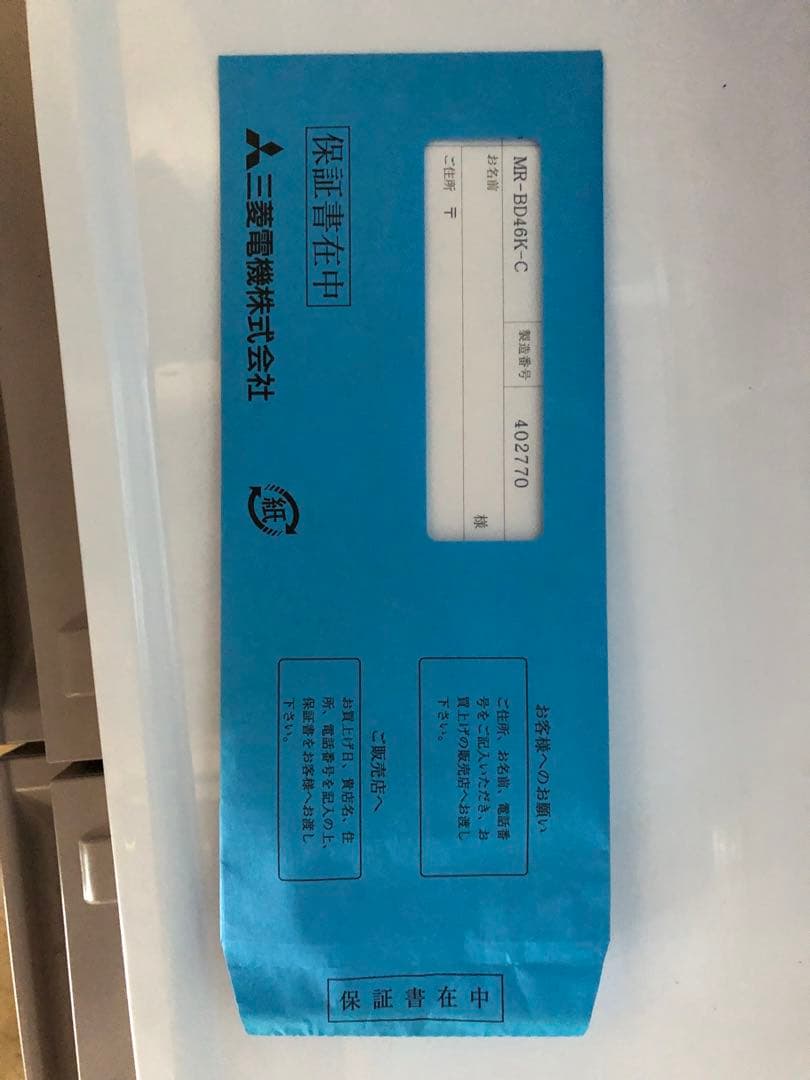 MR-BD46K-C 製造番号 402770
お名前 様
ご住所 〒
保証書在中
三菱電機株式会社
紙
お客様へのお願い
ご住所、お名前、電話番
号をご記入いただき、お
買上げの販売店へお渡し
下さい。
ご販売店へ
お買上げ日、貴店名、住
所、電話番号を記入の上、
保証書をお客様へお渡し
下さい。
保証書在中